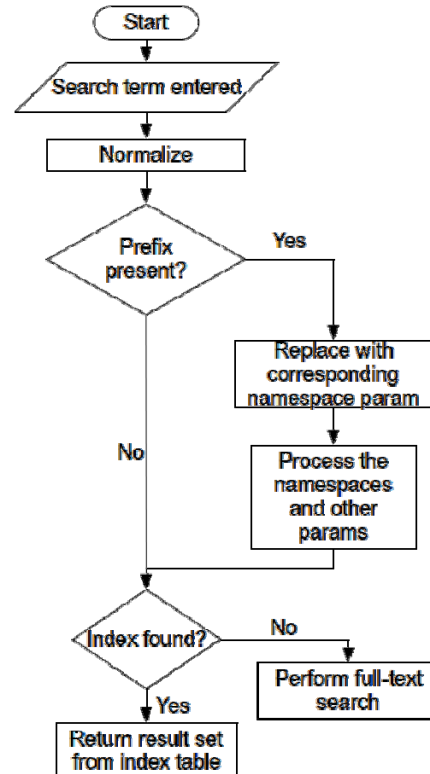 Start
Search term entered
Normalize
Prefix
present?
Yes
Replace with
corresponding
namespace param
No
Process the
namespaces
and other
params
Index found?
No
Perform full-text
search
Yes
Return result set
from index table